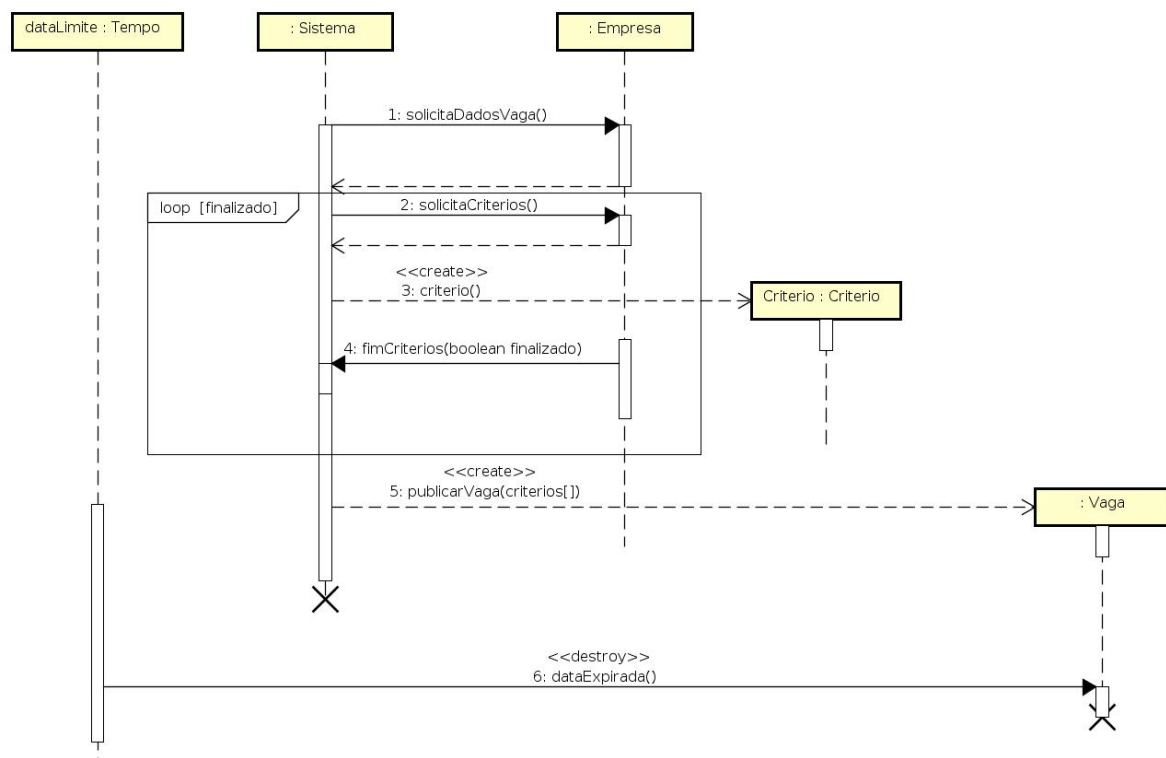 dataLimite : Tempo
: Sistema
: Empresa
1: solicitaDadosVaga()
loop [finalizado]
2: solicitaCriterios()
<<create>>
3: criterio()
Criterio : Criterio
4: fimCriterios(boolean finalizado)
<<create>>
5: publicarVaga(criterios[])
: Vaga
<<destroy>>
6: dataExpirada()